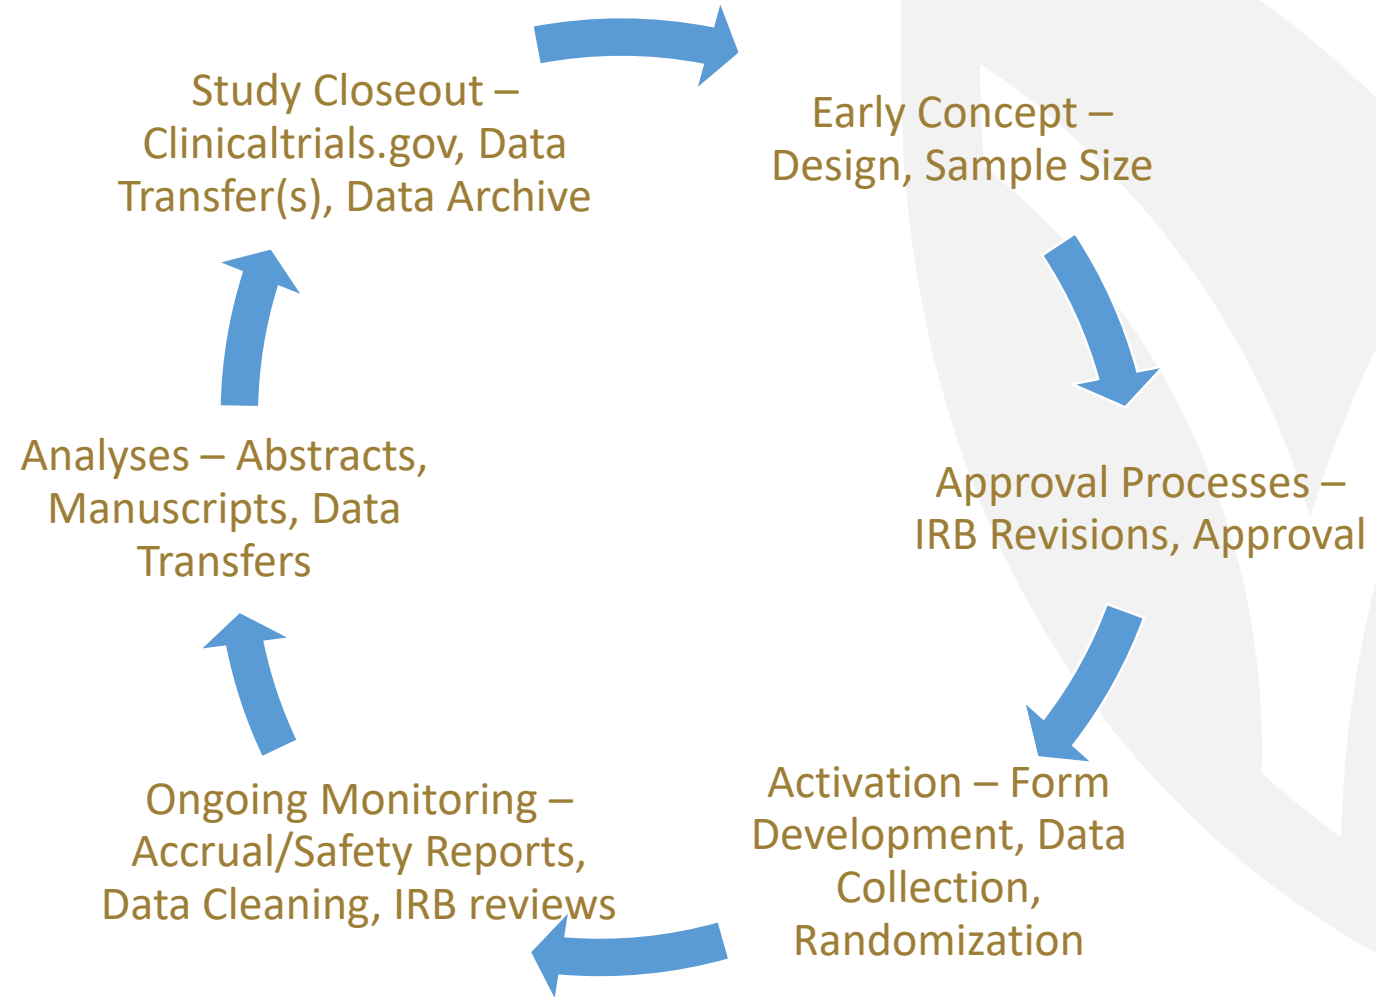 Study Closeout –
Clinicaltrials.gov, Data
Transfer(s), Data Archive
Early Concept –
Design, Sample Size
Approval Processes –
IRB Revisions, Approval
Activation – Form
Development, Data
Collection,
Randomization
Ongoing Monitoring –
Accrual/Safety Reports,
Data Cleaning, IRB reviews
Analyses – Abstracts,
Manuscripts, Data
Transfers